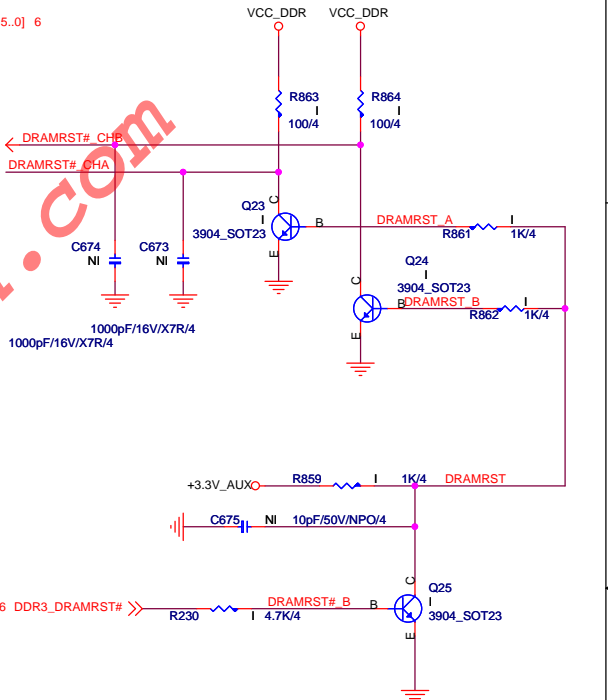 VCC_DDR VCC_DDR
5..0] 6
R863 R864
I I
100/4 100/4
DRAMRST#_CHB
DRAMRST#_CHA
.com
Q23 C
I
3904_SOT23
B DRAMRST_A I
R861 1K/4
E
C674 C673
NI NI
Q24
I
C 3904_SOT23
B DRAMRST_B I
R862 1K/4
E
1000pF/16V/X7R/4
1000pF/16V/X7R/4
+3.3V_AUX R859 I 1K/4 DRAMRST
C675 NI 10pF/50V/NPO/4
C Q25
I
3904_SOT23
6 DDR3_DRAMRST# DRAMRST#_B B
R230 I 4.7K/4
E